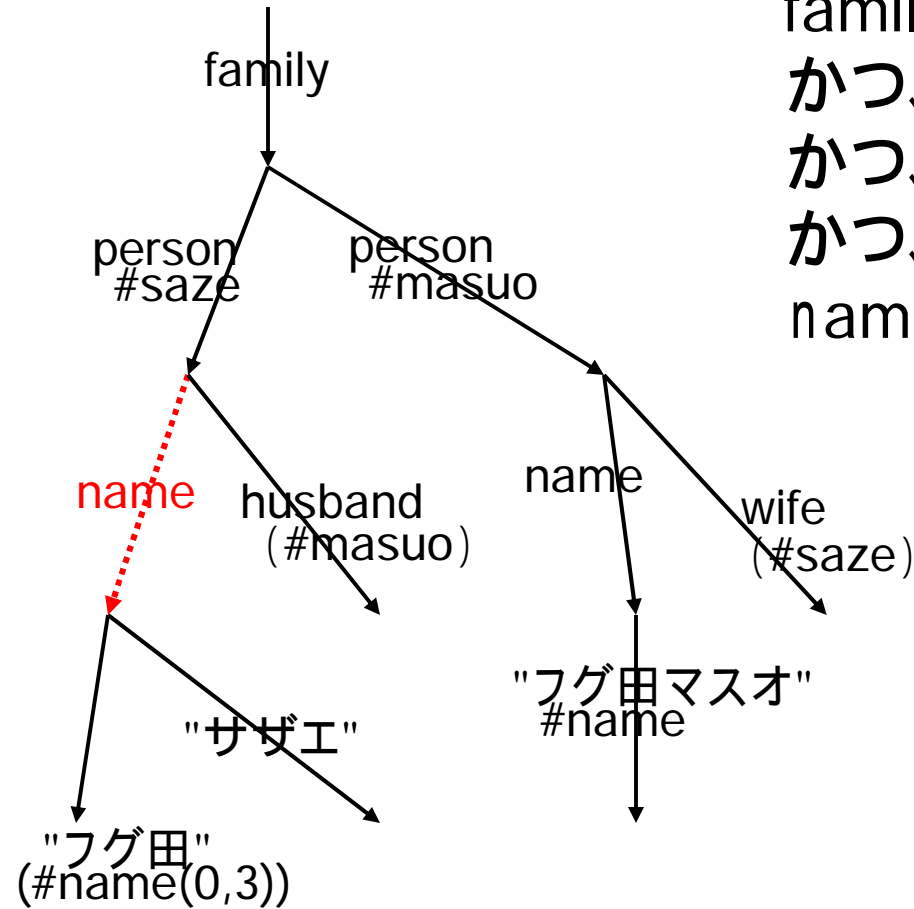 family
person
#saze
person
#masuo
name
husband
(#masuo)
name
wife
(#saze)
"サザエ"
"フグ田マスオ"
#name
"フグ田"
(#name(0,3))
famil
かつ、
かつ、
かつ、
nam